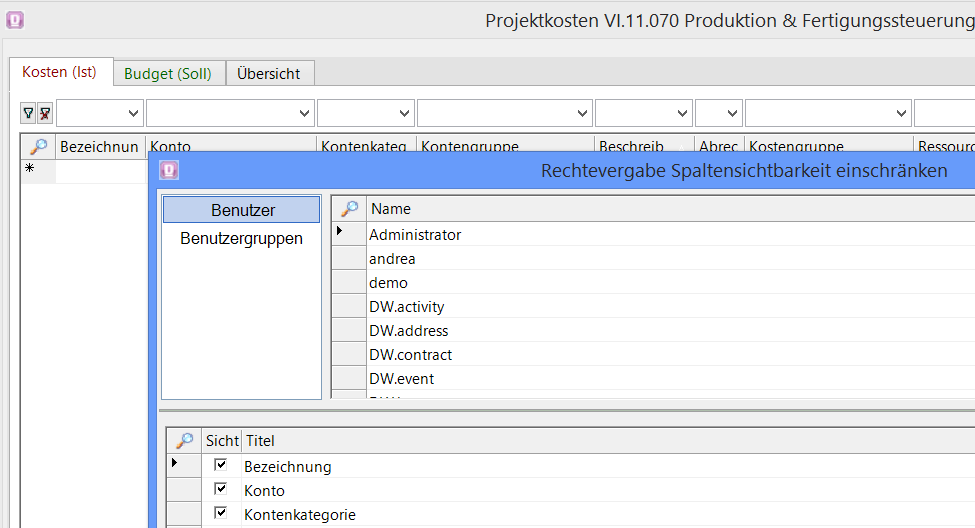 Projektkosten VI.11.070 Produktion & Fertigungssteuerung
Kosten (Ist) Budget (Soll) Übersicht
Bezeichnun Konto Kontenkateg Kontengruppe Beschreib Abrec Kostengruppe Ressourc
*
Rechtevergabe Spaltensichtbarkeit einschränken
Benutzer
Benutzergruppen
Name
Administrator
andrea
demo
DW.activity
DW.address
DW.contract
DW.event
Sicht Titel
Bezeichnung
Konto
Kontenkategorie